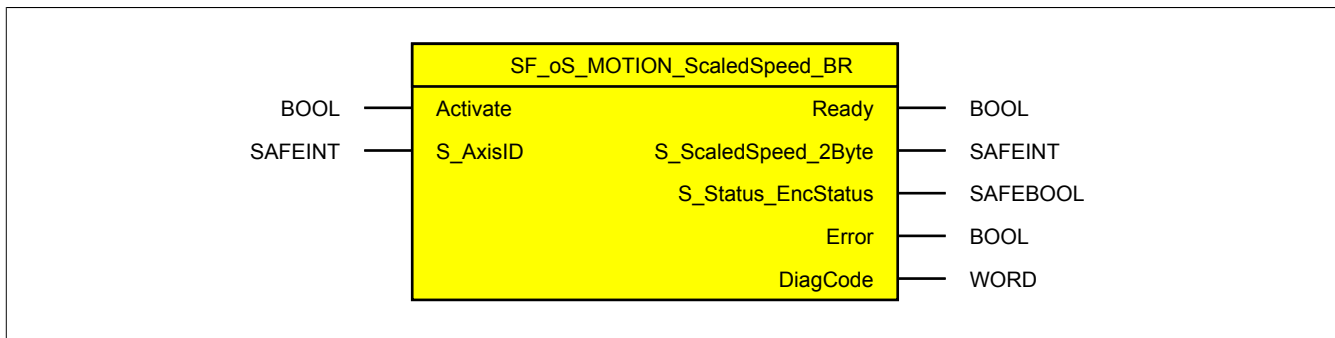 SF_oS_MOTION_ScaledSpeed_BR
BOOL Activate Ready BOOL
SAFEINT S_AxisID S_ScaledSpeed_2Byte SAFEINT
S_Status_EncStatus SAFEBOOL
Error BOOL
DiagCode WORD